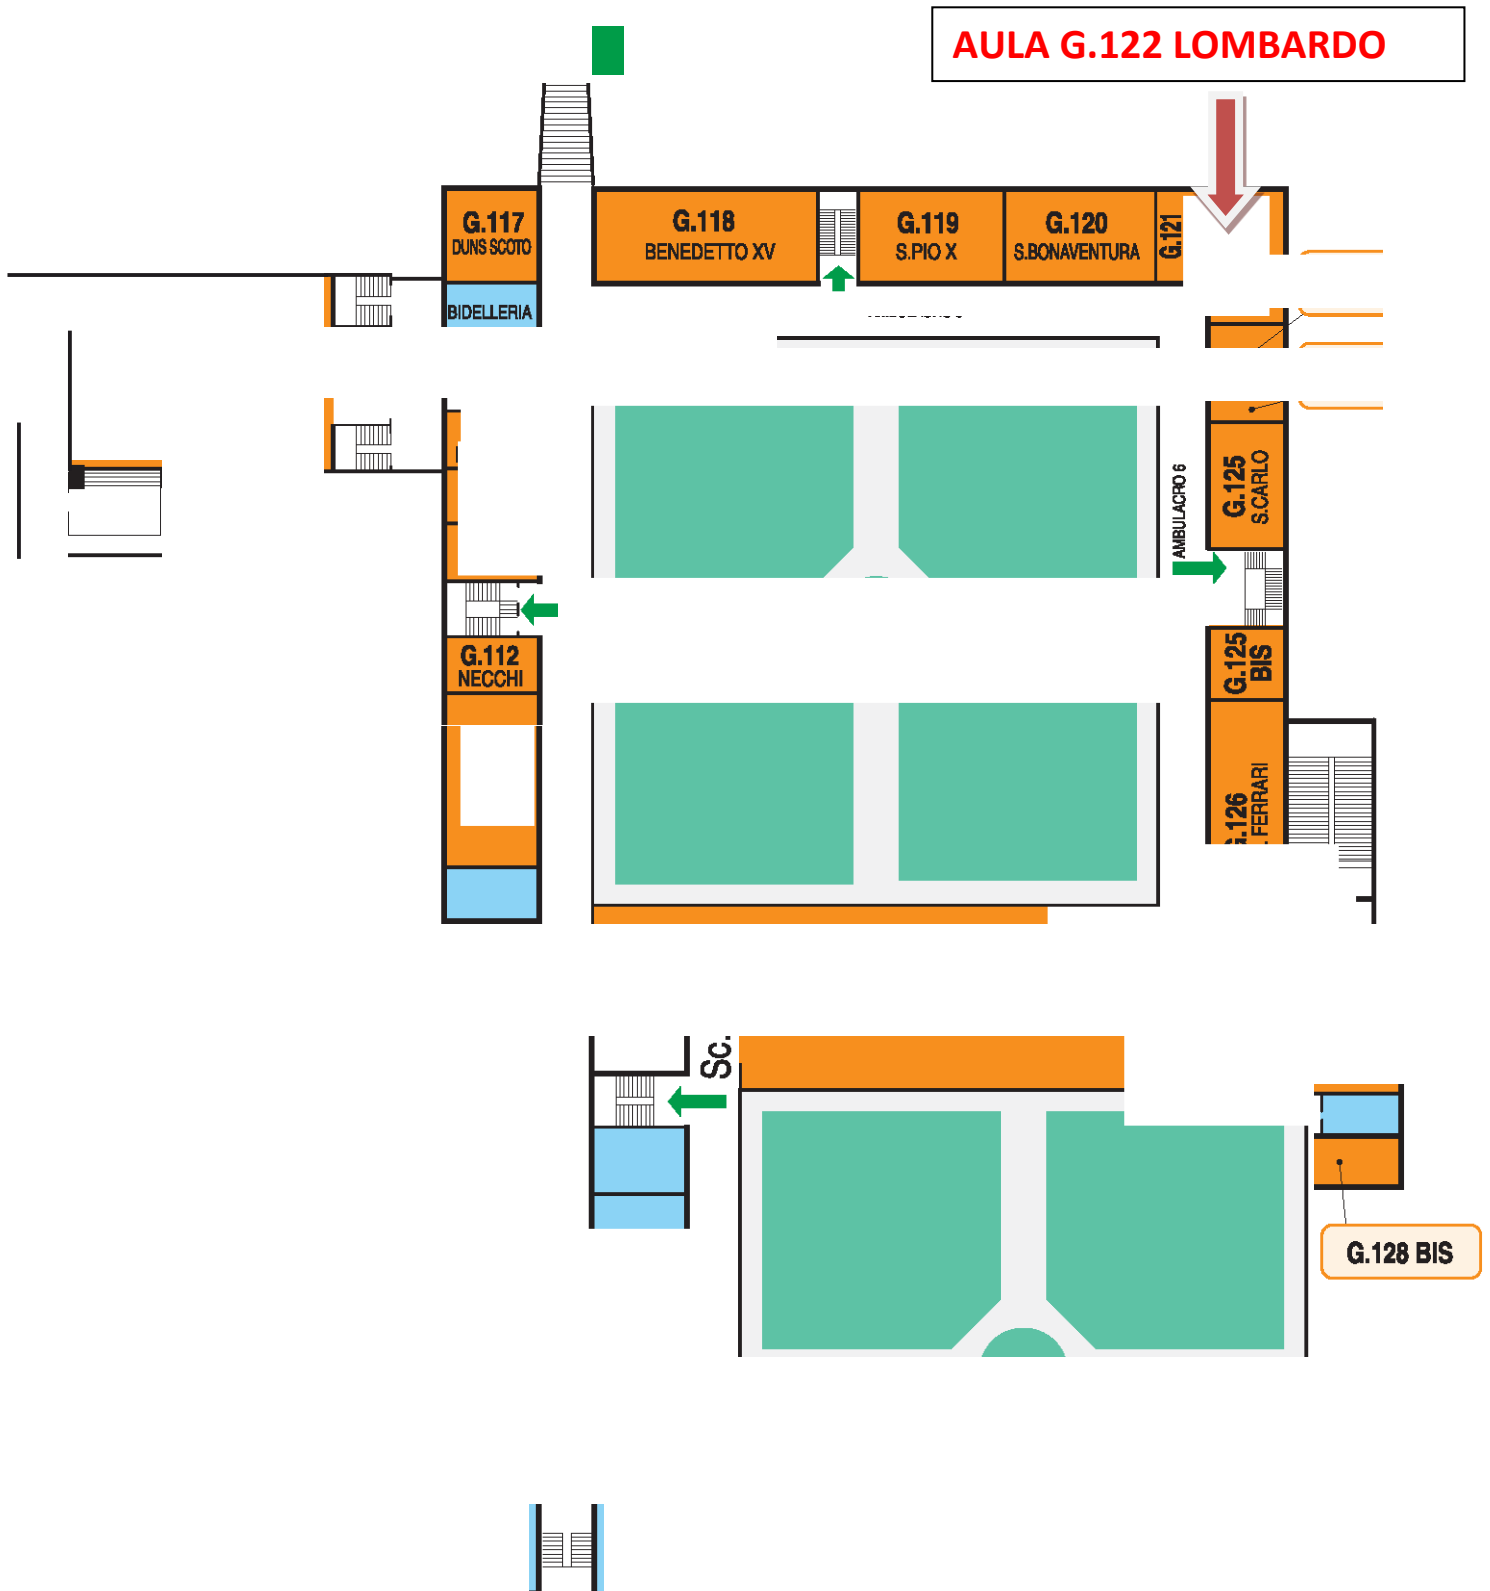 AULA G.122 LOMBARDO
G.117
DUNS SCOTO
G.118
BENEDETTO XV
G.119
S.PIO X
G.120
S.BONAVENTURA
G.121
BIDELLERIA
AMBULACRO 6
G.125
S.CARLO
G.112
NECCHI
G.125
BIS
G.126
. FERRARI
Sc.
G.128 BIS